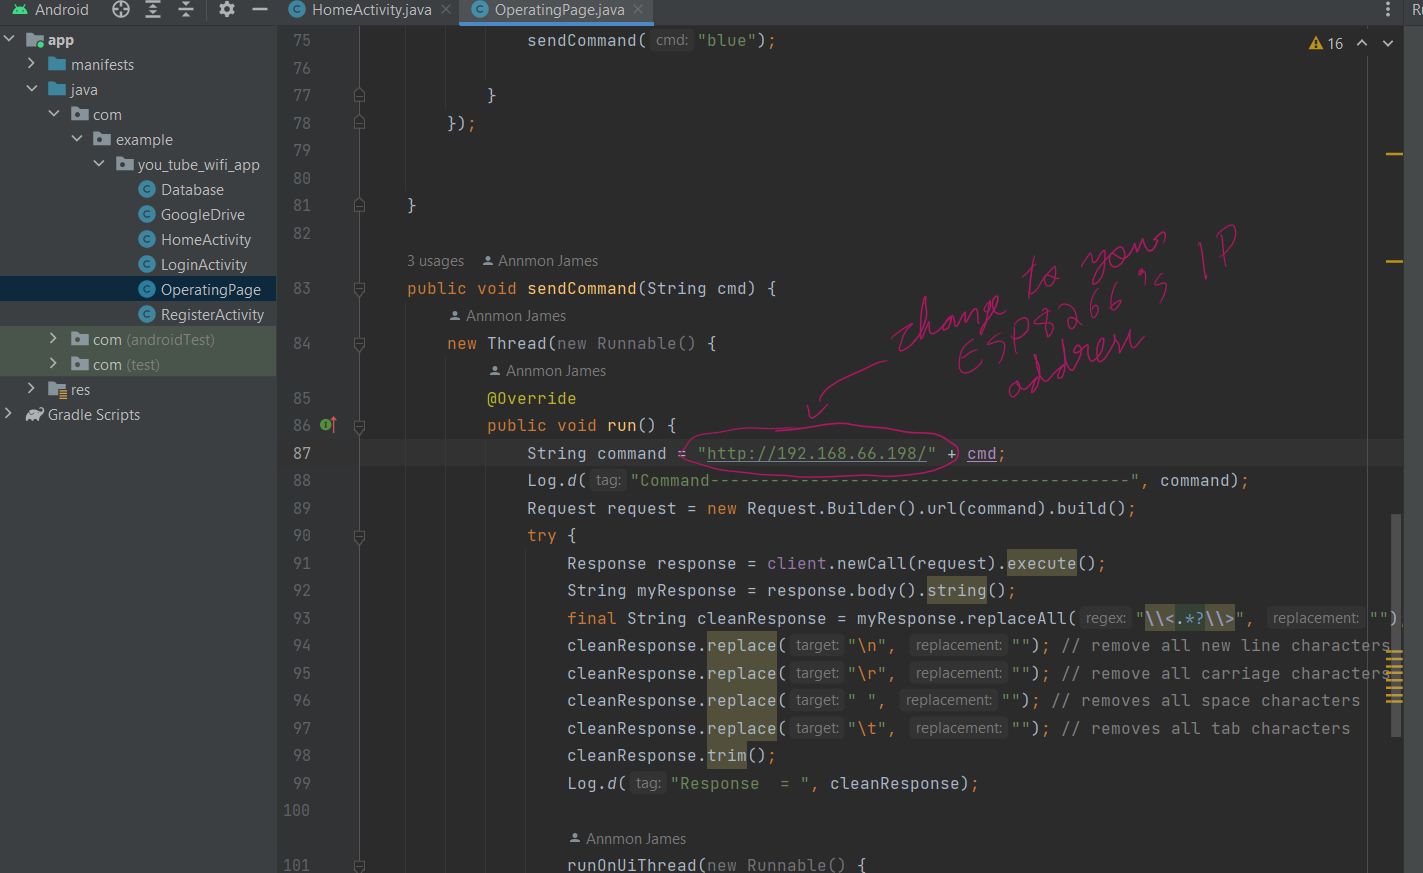 Android
HomeActivity.java
OperatingPage.java
Ru
app
manifests
java
com
example
you_tube_wifi_app
Database
GoogleDrive
HomeActivity
LoginActivity
OperatingPage
RegisterActivity
com (androidTest)
com (test)
res
Gradle Scripts
16
75 sendCommand( cmd: "blue");
76
77 }
78 });
79
80
81 }
82
3 usages Annmon James
83 public void sendCommand(String cmd) {
Annmon James
84 new Thread(new Runnable() {
Annmon James
85 @Override
86 public void run() {
87 String command = "http://192.168.66.198/" + cmd;
88 Log.d( tag: "Command------------------------------------------", command);
89 Request request = new Request.Builder().url(command).build();
90 try {
91 Response response = client.newCall(request).execute();
92 String myResponse = response.body().string();
93 final String cleanResponse = myResponse.replaceAll( regex: "\\<.*?\\>", replacement: "")
94 cleanResponse.replace( target: "\n", replacement: ""); // remove all new line characters
95 cleanResponse.replace( target: "\r", replacement: ""); // remove all carriage characters
96 cleanResponse.replace( target: " ", replacement: ""); // removes all space characters
97 cleanResponse.replace( target: "\t", replacement: ""); // removes all tab characters
98 cleanResponse.trim();
99 Log.d( tag: "Response  = ", cleanResponse);
100
Annmon James
101 runOnUiThread(new Runnable() {
change to your
ESP8266's IP
address